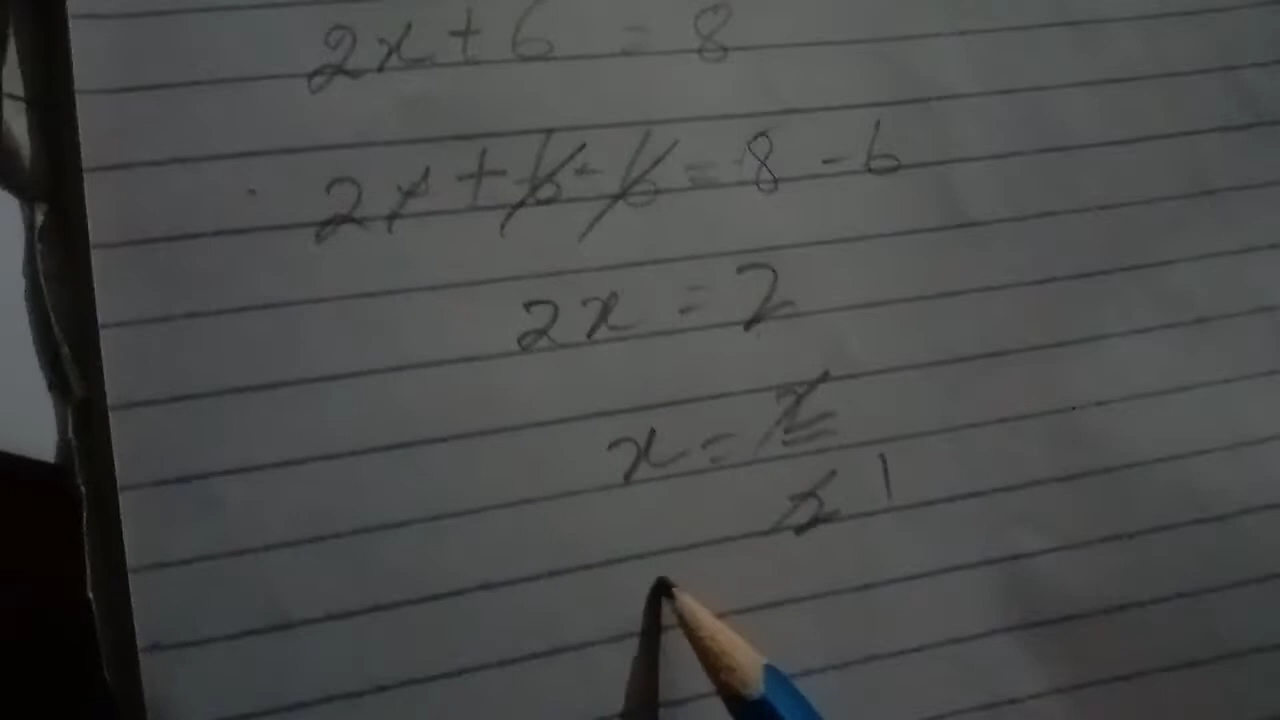 2x + 6 = 8
2x + 6 - 6 = 8 - 6
2x = 2
x = 2
2 1